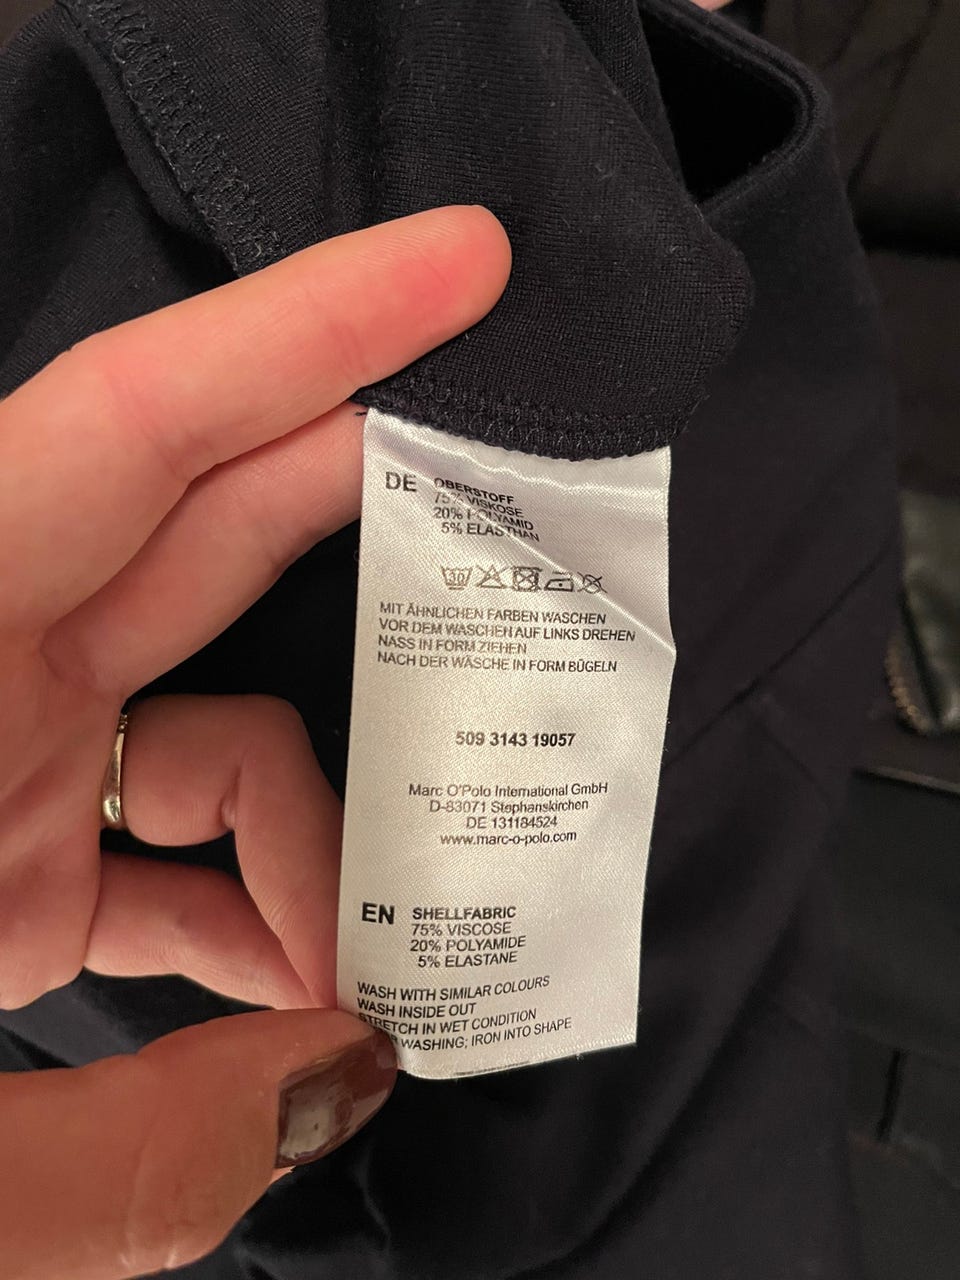 DE OBERSTOFF
75% VISKOSE
20% POLYAMID
5% ELASTHAN
30
MIT ÄHNLICHEN FARBEN WASCHEN
VOR DEM WASCHEN AUF LINKS DREHEN
NASS IN FORM ZIEHEN
NACH DER WÄSCHE IN FORM BÜGELN
509 3143 19057
Marc O'Polo International GmbH
D-83071 Stephanskirchen
DE 131184524
www.marc-o-polo.com
EN SHELLFABRIC
75% VISCOSE
20% POLYAMIDE
5% ELASTANE
WASH WITH SIMILAR COLOURS
WASH INSIDE OUT
STRETCH IN WET CONDITION
WASHING; IRON INTO SHAPE